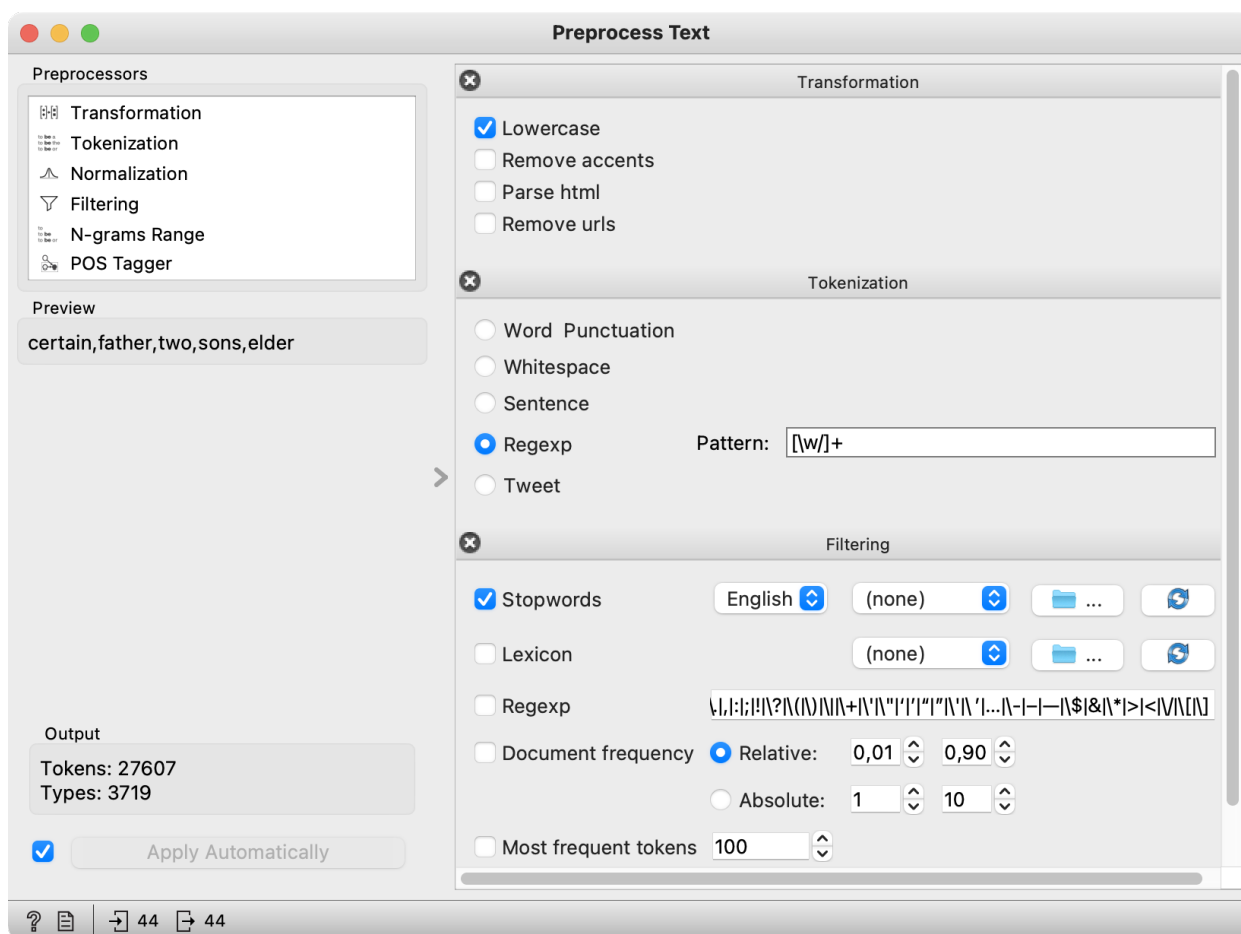 Preprocess Text
Preprocessors
Transformation
Tokenization
Normalization
Filtering
N-grams Range
POS Tagger
Preview
certain,father,two,sons,elder
Output
Tokens: 27607
Types: 3719
Apply Automatically
44 44
Transformation
Lowercase
Remove accents
Parse html
Remove urls
Tokenization
Word Punctuation
Whitespace
Sentence
Regexp Pattern: [\w/]+
Tweet
Filtering
Stopwords English (none) ...
Lexicon (none) ...
Regexp \.|,|:|;|!|\?|\(|\)|\||\+|\'|\"|‘|’|“|”|\'|\ ’|…|\-|–|—|\$|&|\*|>|<|\/|\[|\]
Document frequency Relative: 0,01 0,90
Absolute: 1 10
Most frequent tokens 100